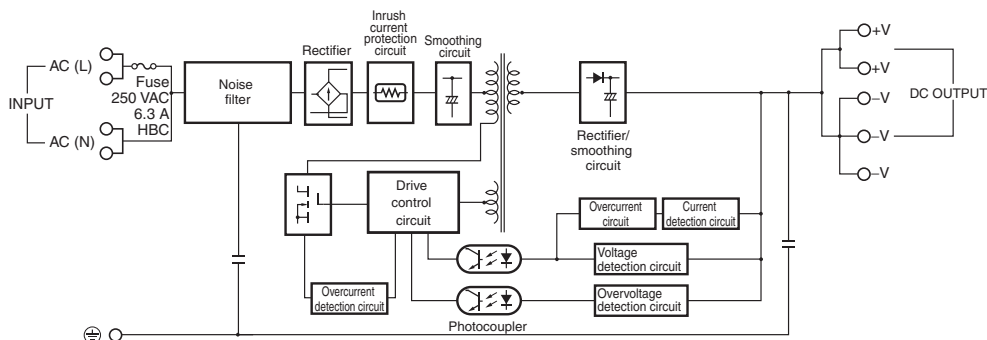 INPUT
AC (L)
AC (N)
Fuse
250 VAC
6.3 A
HBC
Noise
filter
Rectifier
Inrush
current
protection
circuit
Smoothing
circuit
Rectifier/
smoothing
circuit
+V
+V
–V
–V
–V
DC OUTPUT
Drive
control
circuit
Overcurrent
detection circuit
Overcurrent
circuit
Current
detection circuit
Voltage
detection circuit
Overvoltage
detection circuit
Photocoupler